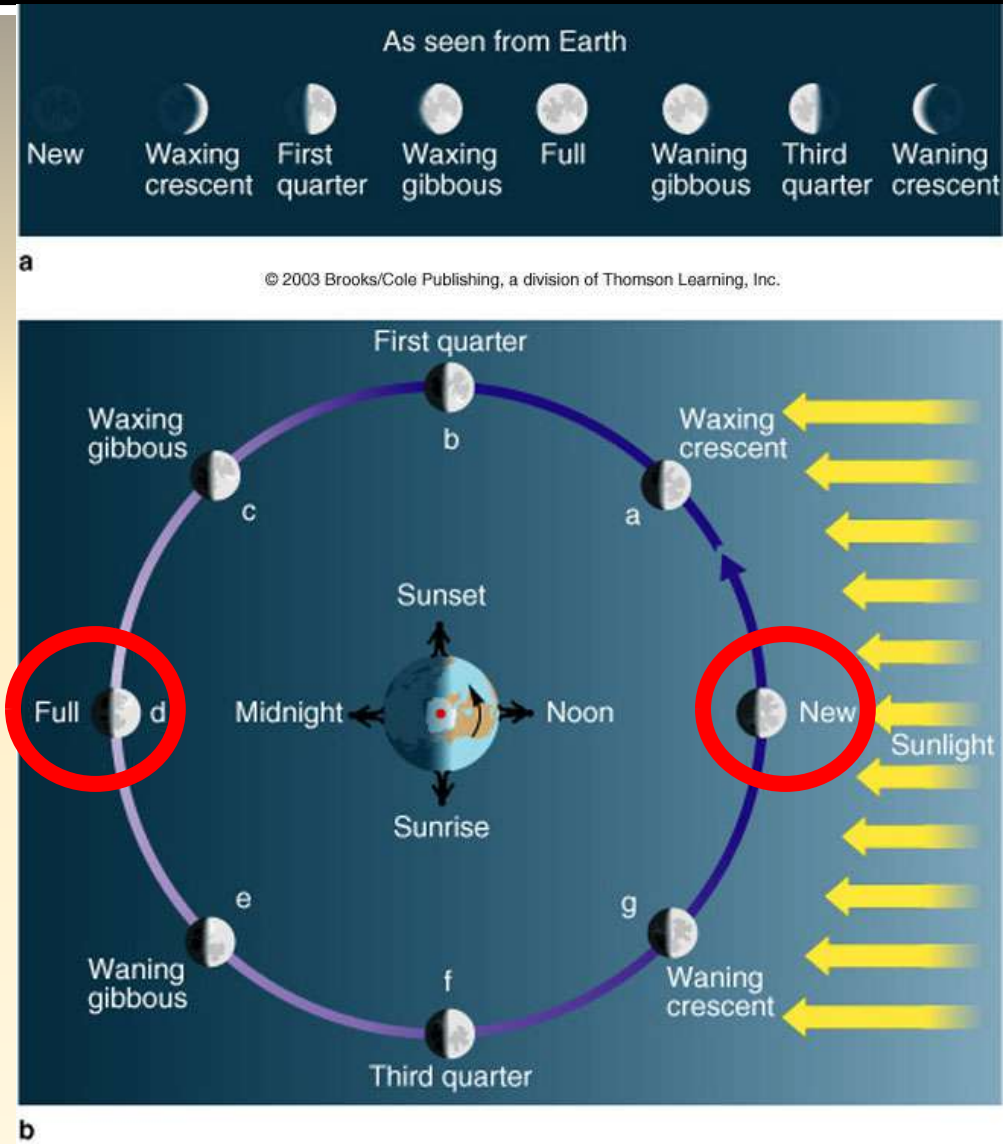 As seen from Earth
New
Waxing
crescent
First
quarter
Waxing
gibbous
Full
Waning
gibbous
Third
quarter
Waning
crescent
a
© 2003 Brooks/Cole Publishing, a division of Thomson Learning, Inc.
First quarter
b
Waxing
gibbous
c
Waxing
crescent
a
Sunset
Full
d
Midnight
Noon
New
Sunlight
Sunrise
e
g
Waning
gibbous
f
Waning
crescent
Third quarter
b